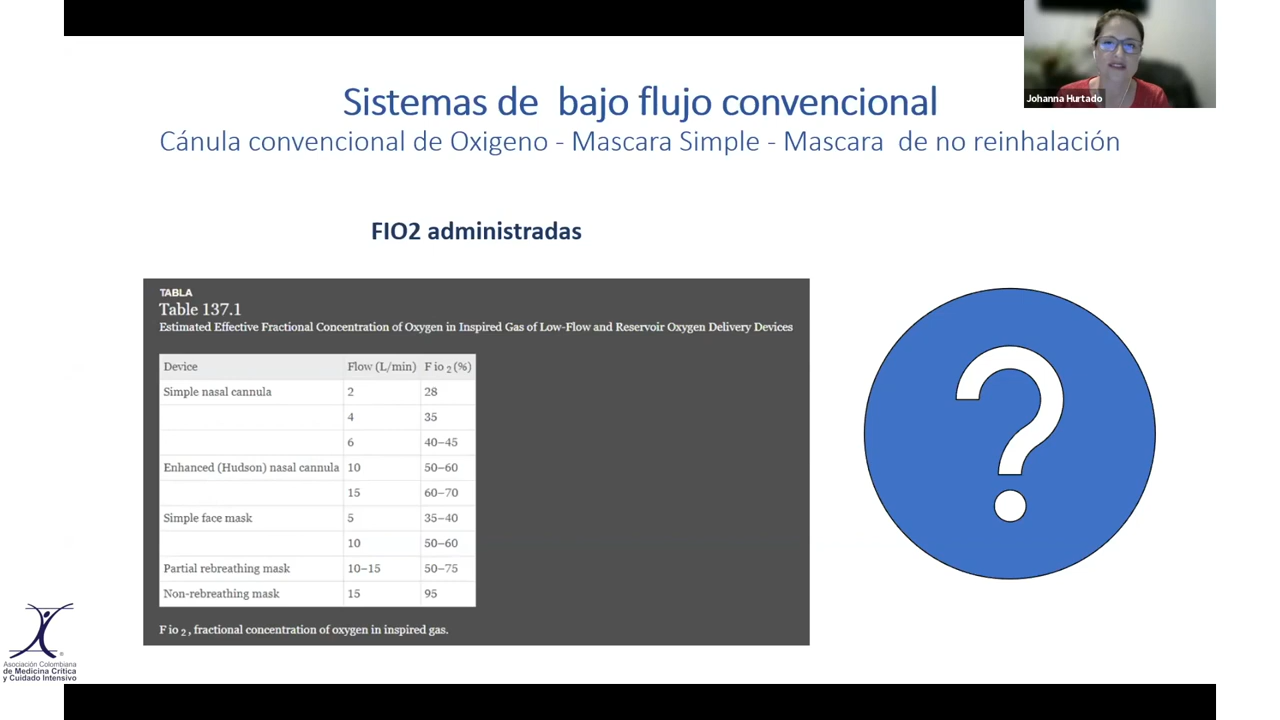 Johanna Hurtado
Sistemas de bajo flujo convencional
Cánula convencional de Oxigeno - Mascara Simple - Mascara de no reinhalación
FIO2 administradas
TABLA
Table 137.1
Estimated Effective Fractional Concentration of Oxygen in Inspired Gas of Low-Flow and Reservoir Oxygen Delivery Devices
Device Flow (L/min) F io 2 (%)
Simple nasal cannula 2 28
4 35
6 40–45
Enhanced (Hudson) nasal cannula 10 50–60
15 60–70
Simple face mask 5 35–40
10 50–60
Partial rebreathing mask 10–15 50–75
Non-rebreathing mask 15 95
F io 2 , fractional concentration of oxygen in inspired gas.
?
Asociación Colombiana
de Medicina Crítica
y Cuidado Intensivo